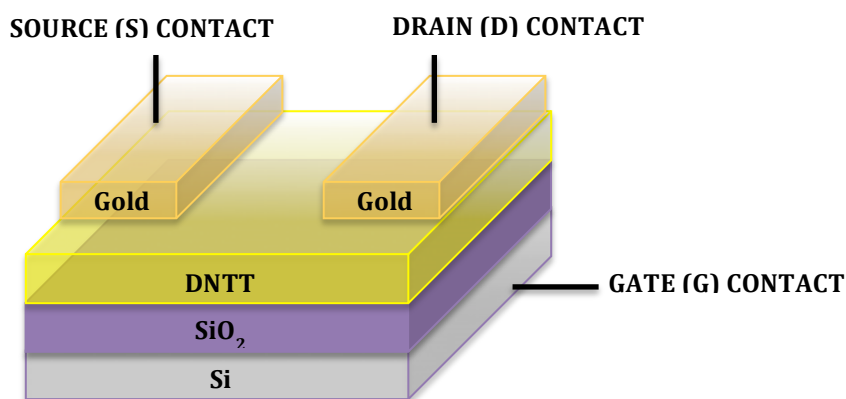 SOURCE (S) CONTACT
DRAIN (D) CONTACT
Gold
Gold
DNTT
GATE (G) CONTACT
SiO₂
Si